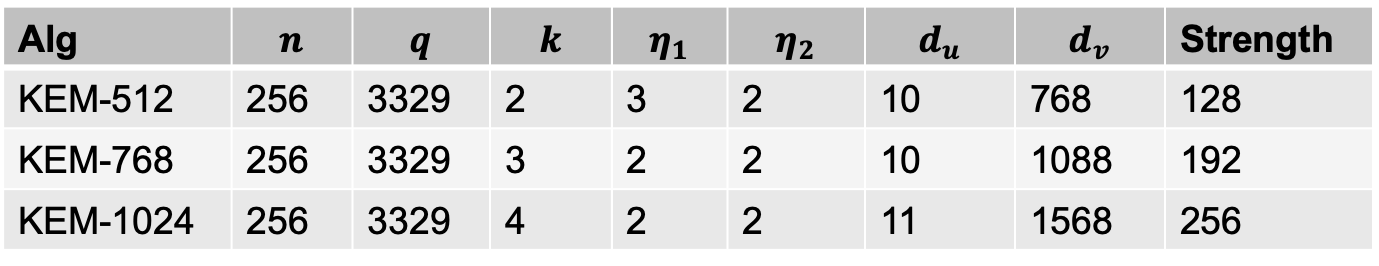 Alg n q k η₁ η₂ dᵤ dᵥ Strength
KEM-512 256 3329 2 3 2 10 768 128
KEM-768 256 3329 3 2 2 10 1088 192
KEM-1024 256 3329 4 2 2 11 1568 256